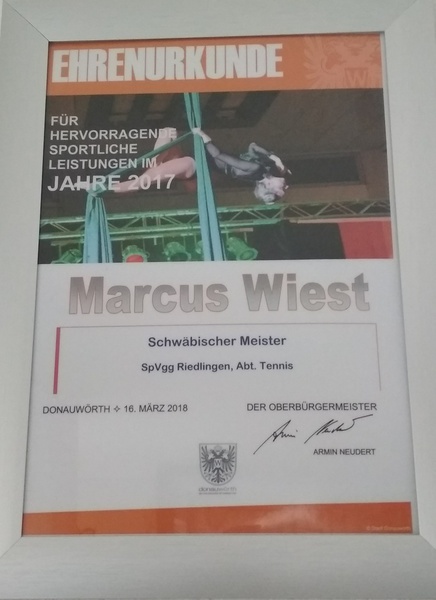 EHRENURKUNDE
FÜR
HERVORRAGENDE
SPORTLICHE
LEISTUNGEN IM
JAHRE 2017
Marcus Wiest
Schwäbischer Meister
SpVgg Riedlingen, Abt. Tennis
DONAUWÖRTH ✧ 16. MÄRZ 2018
DER OBERBÜRGERMEISTER
ARMIN NEUDERT